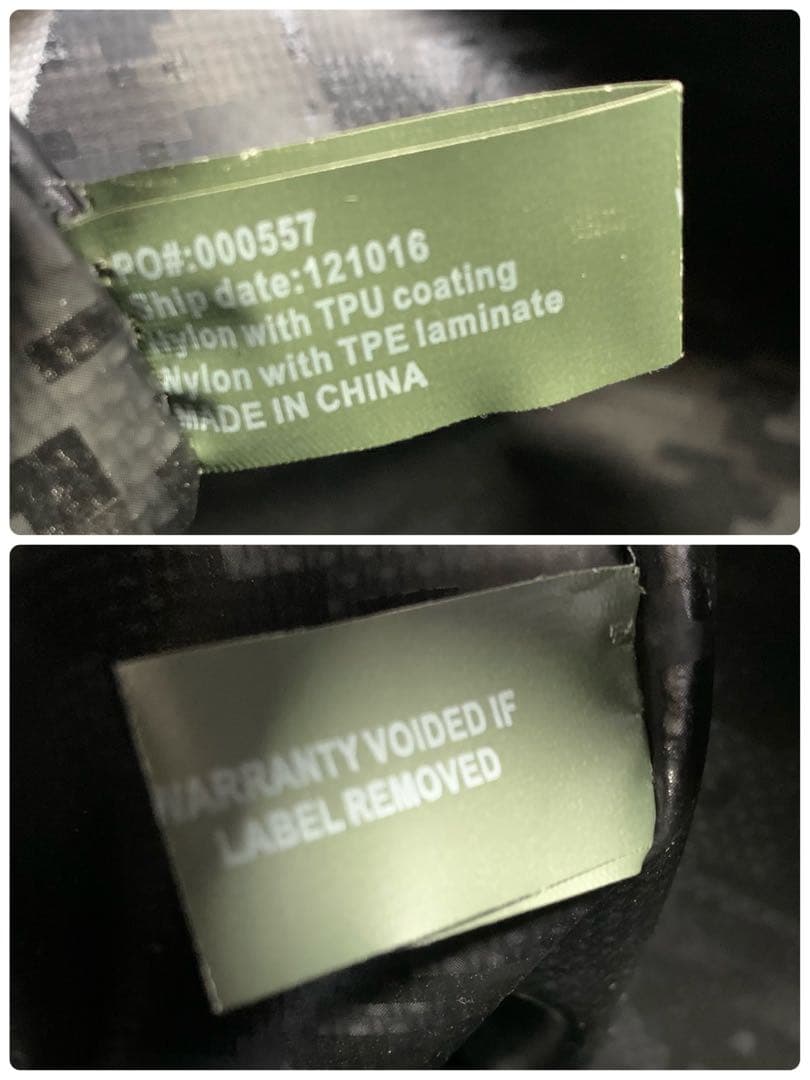 PO#:000557
Ship date:121016
Nylon with TPU coating
Nylon with TPE laminate
MADE IN CHINA
WARRANTY VOIDED IF
LABEL REMOVED